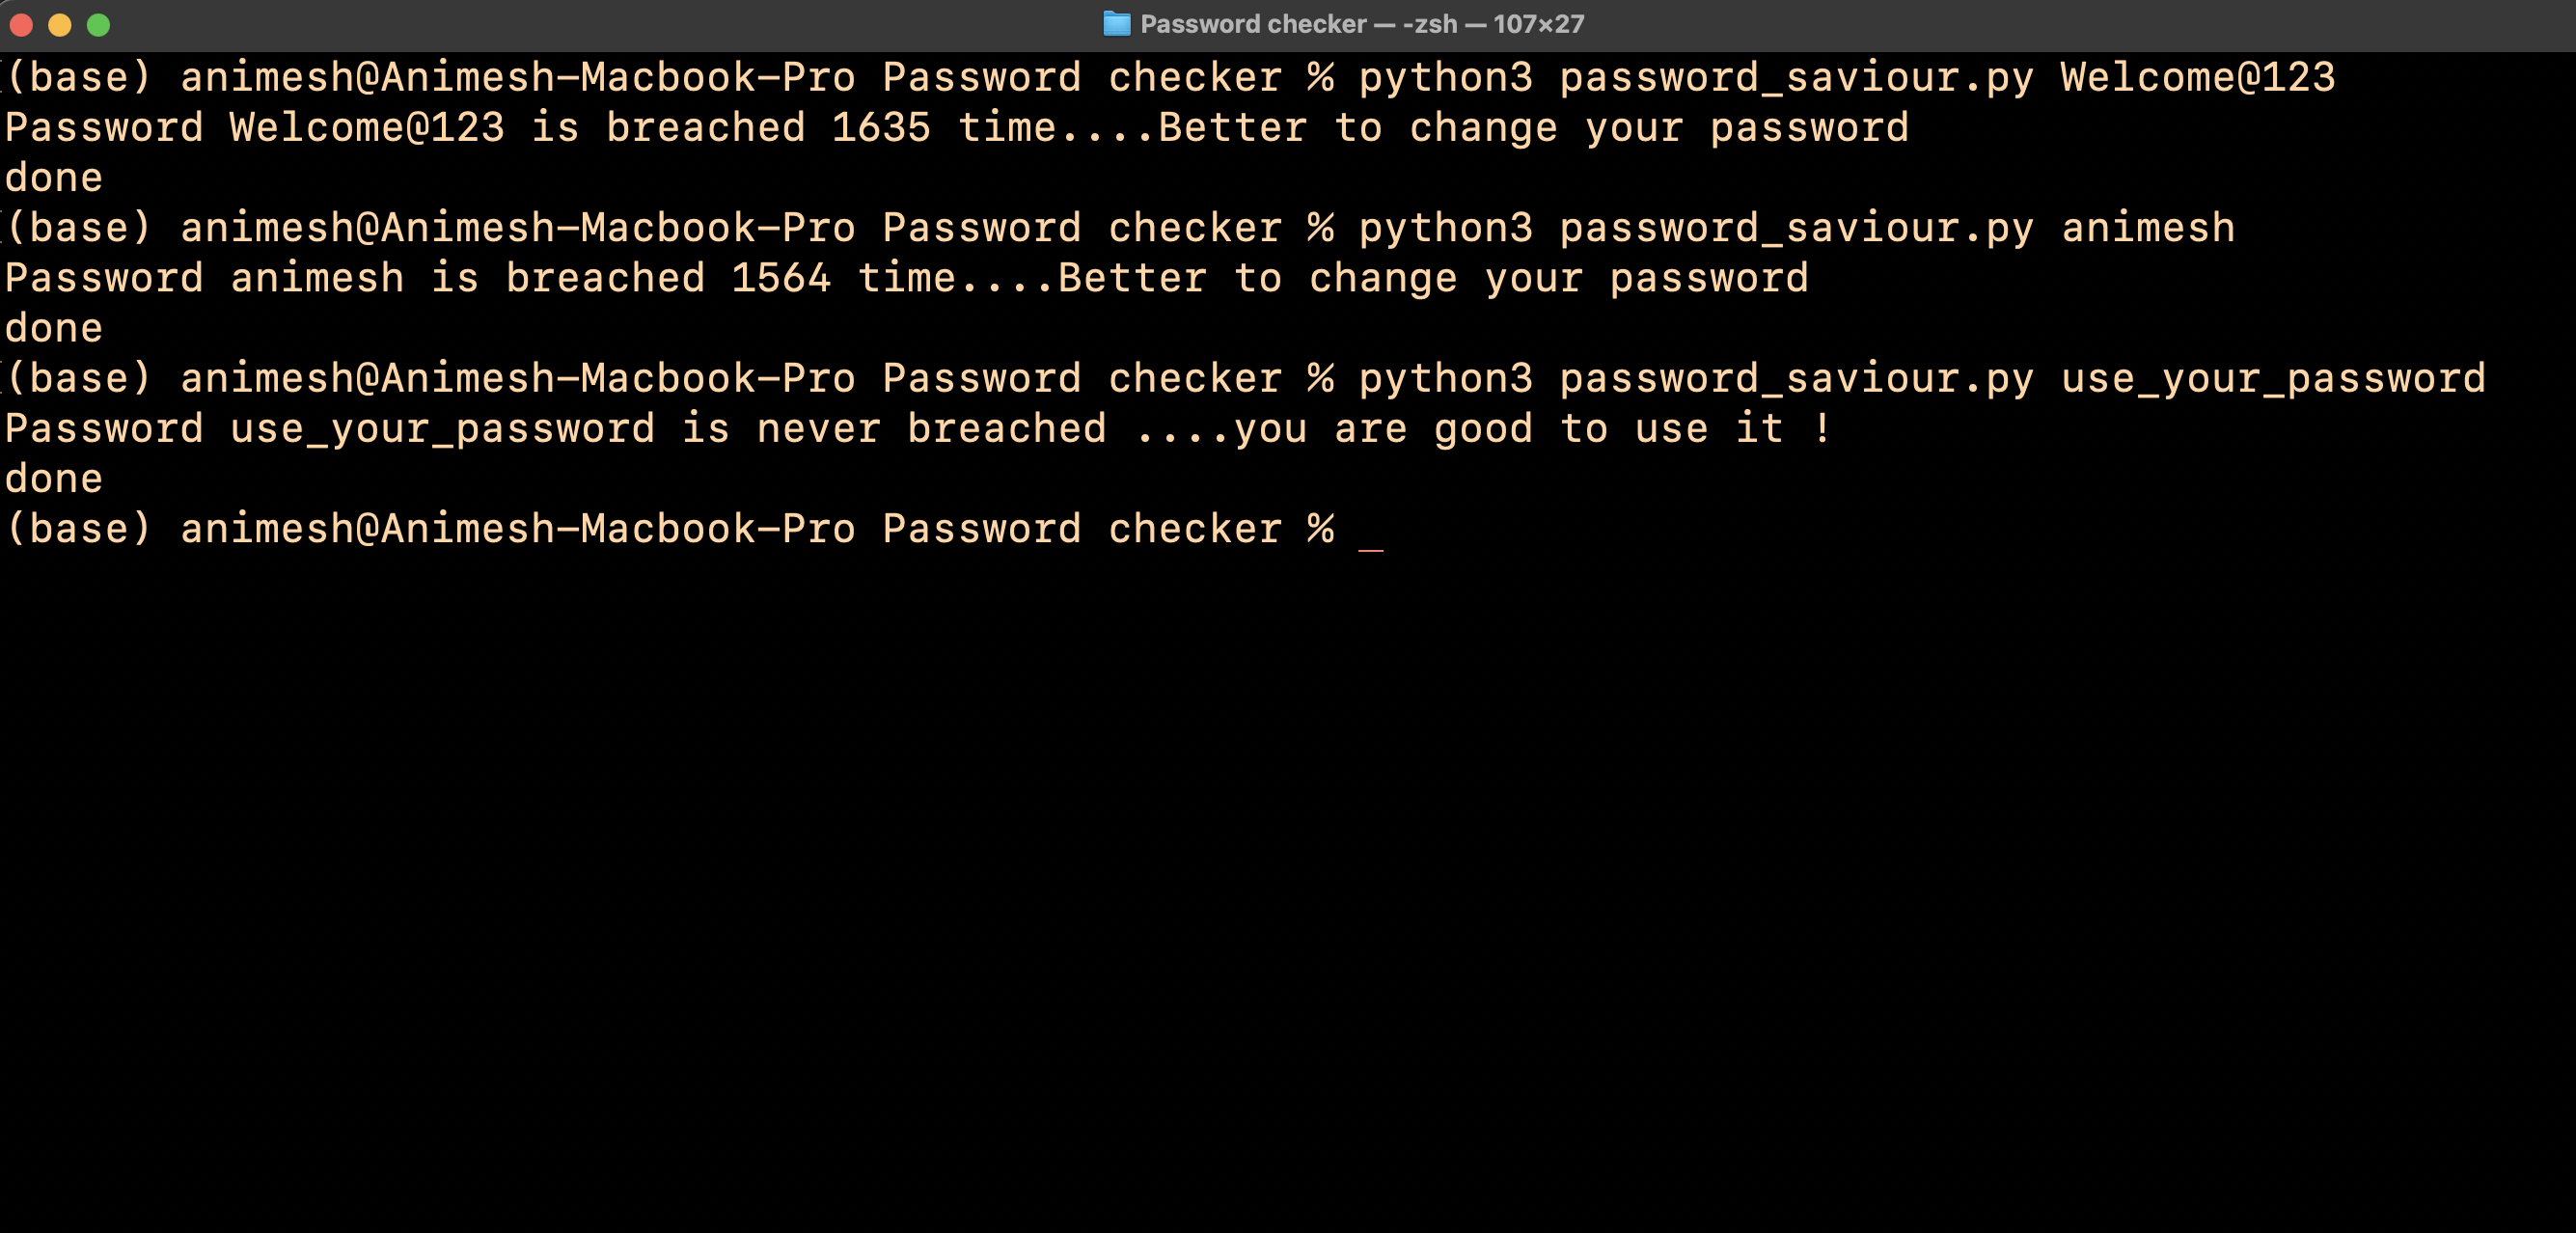 Password checker — -zsh — 107×27
(base) animesh@Animesh-Macbook-Pro Password checker % python3 password_saviour.py Welcome@123
Password Welcome@123 is breached 1635 time....Better to change your password
done
(base) animesh@Animesh-Macbook-Pro Password checker % python3 password_saviour.py animesh
Password animesh is breached 1564 time....Better to change your password
done
(base) animesh@Animesh-Macbook-Pro Password checker % python3 password_saviour.py use_your_password
Password use_your_password is never breached ....you are good to use it !
done
(base) animesh@Animesh-Macbook-Pro Password checker % _